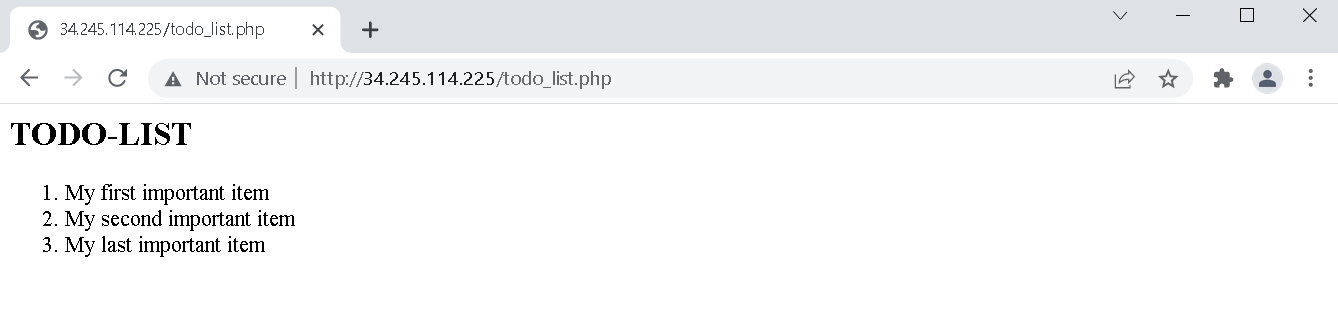 34.245.114.225/todo_list.php
Not secure http://34.245.114.225/todo_list.php
TODO-LIST
1. My first important item
2. My second important item
3. My last important item